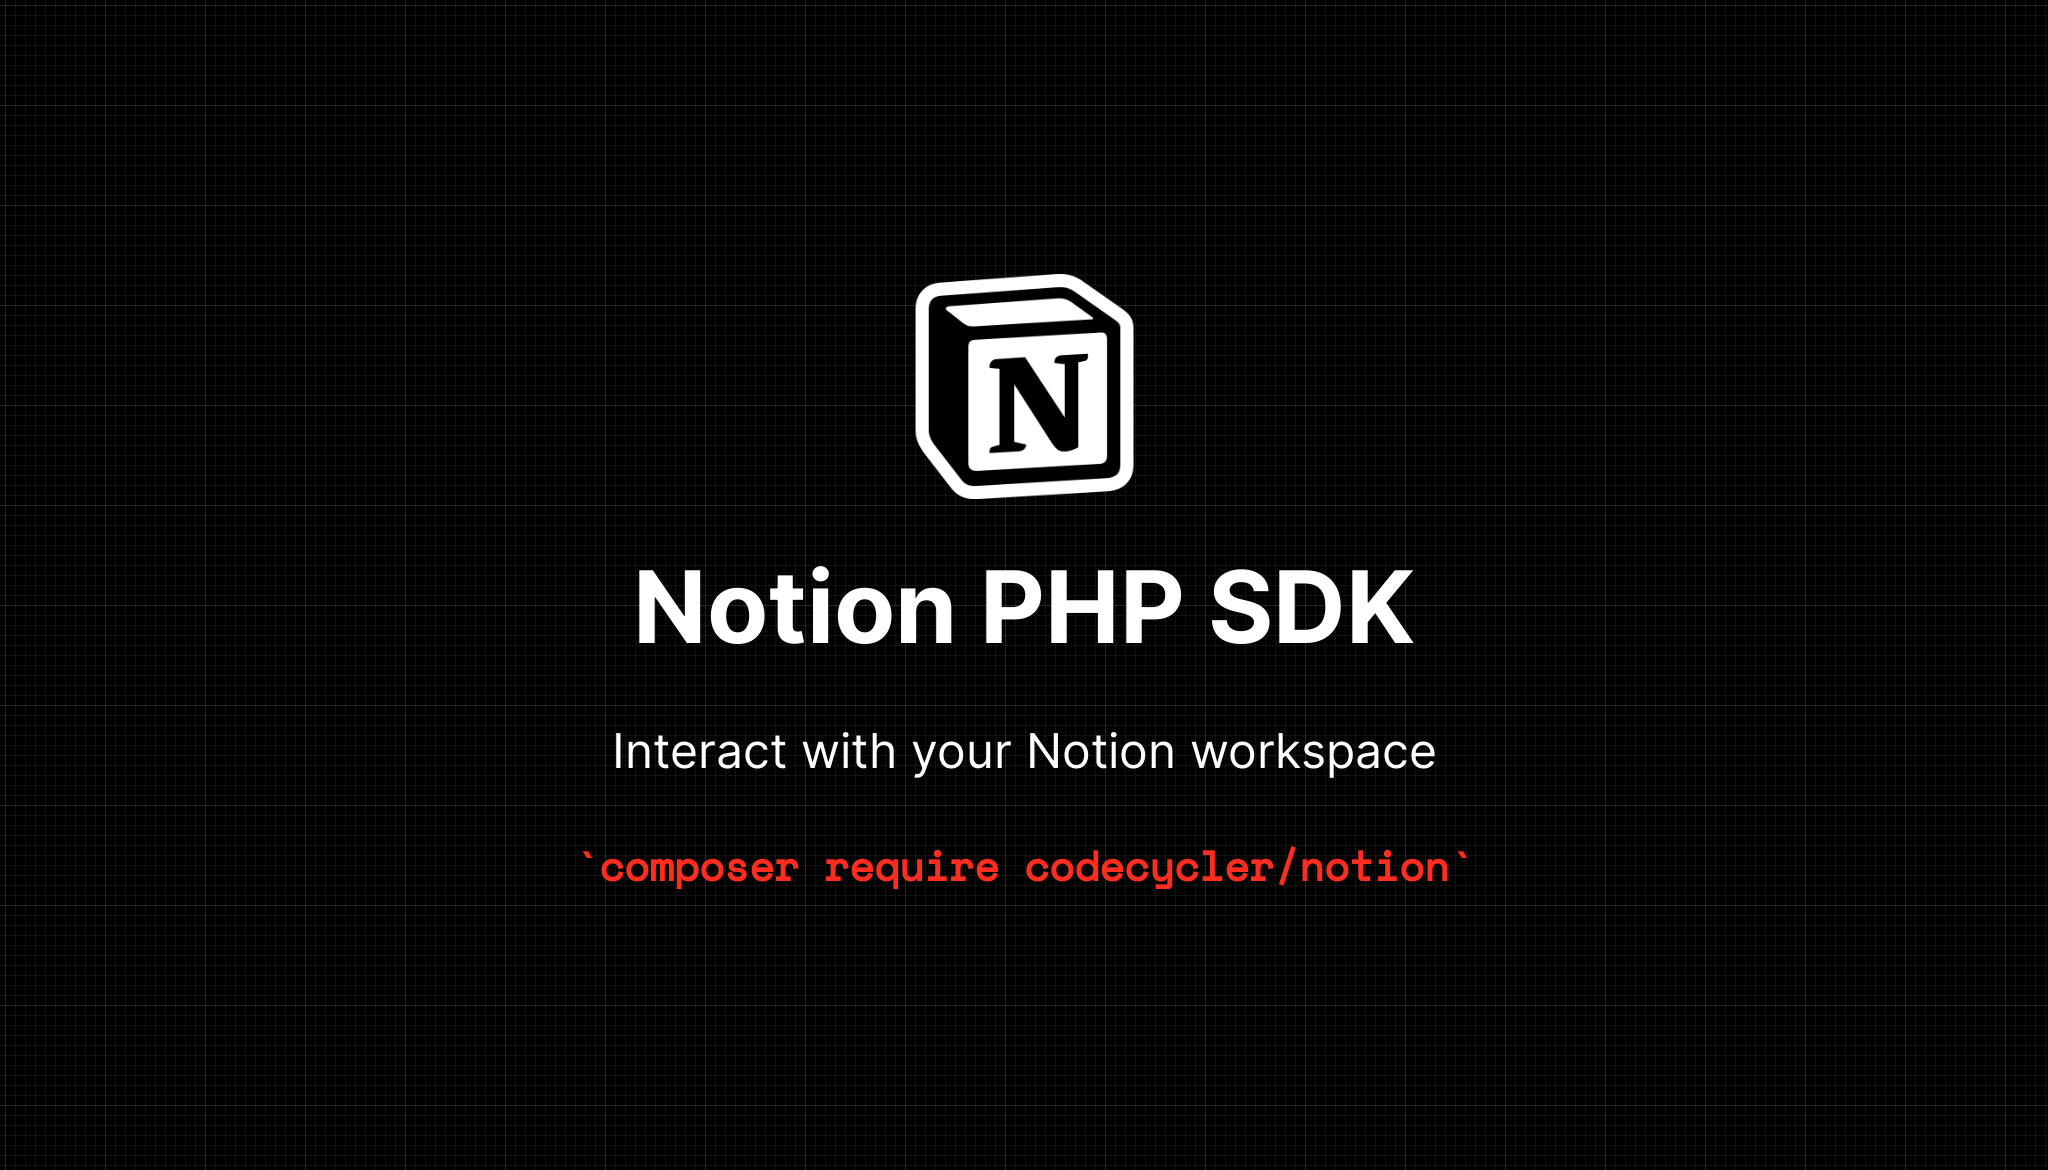 N
Notion PHP SDK
Interact with your Notion workspace
`composer require codecycler/notion`